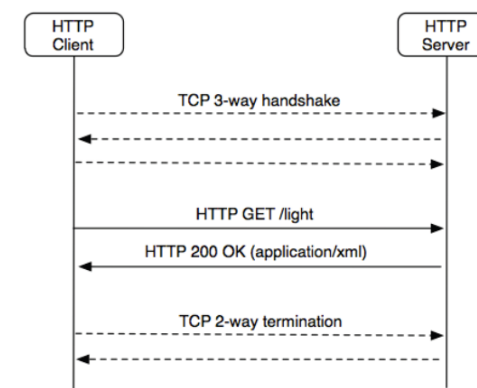 HTTP
Client
HTTP
Server
TCP 3-way handshake
HTTP GET /light
HTTP 200 OK (application/xml)
TCP 2-way termination